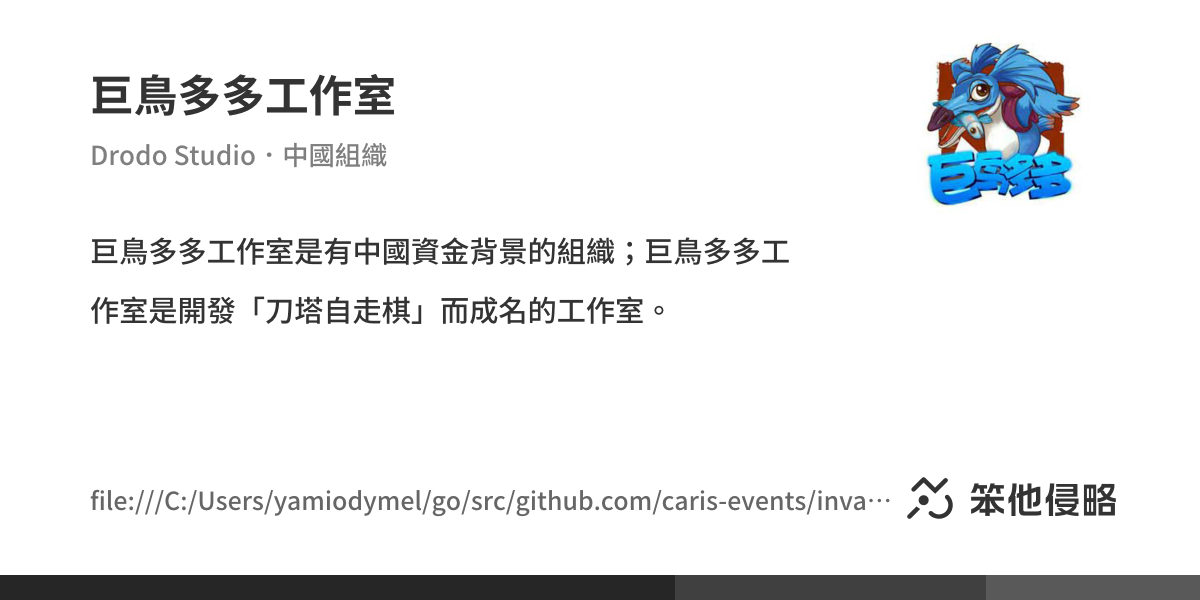 巨鳥多多工作室
Drodo Studio・中國組織
巨鳥多多
巨鳥多多工作室是有中國資金背景的組織；巨鳥多多工
作室是開發「刀塔自走棋」而成名的工作室。
file:///C:/Users/yamiodymel/go/src/github.com/caris-events/inva…
笨他侵略